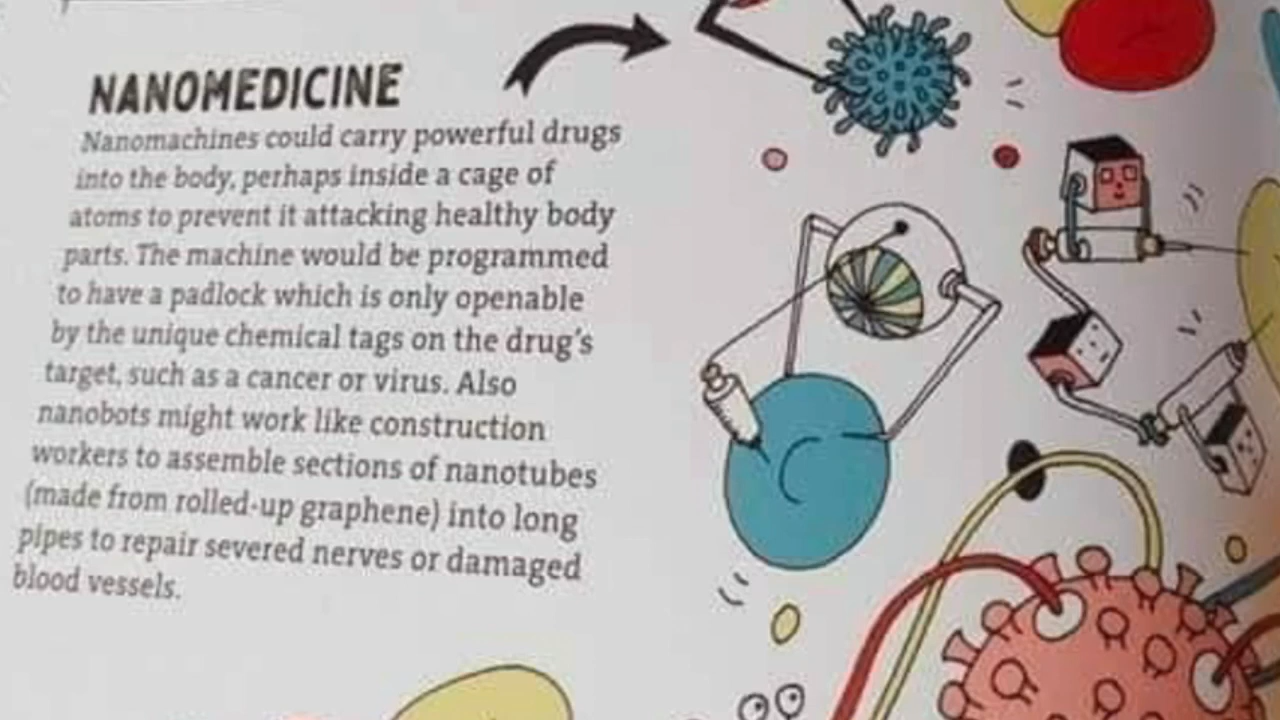 NANOMEDICINE
Nanomachines could carry powerful drugs
into the body, perhaps inside a cage of
atoms to prevent it attacking healthy body
parts. The machine would be programmed
to have a padlock which is only openable
by the unique chemical tags on the drug's
target, such as a cancer or virus. Also
nanobots might work like construction
workers to assemble sections of nanotubes
(made from rolled-up graphene) into long
pipes to repair severed nerves or damaged
blood vessels.